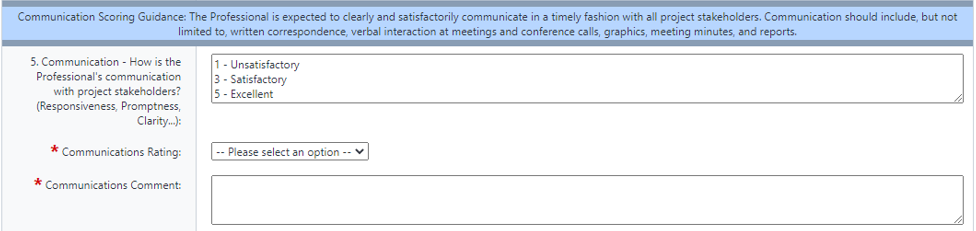 Communication Scoring Guidance: The Professional is expected to clearly and satisfactorily communicate in a timely fashion with all project stakeholders. Communication should include, but not
limited to, written correspondence, verbal interaction at meetings and conference calls, graphics, meeting minutes, and reports.
5. Communication - How is the
Professional's communication
with project stakeholders?
(Responsiveness, Promptness,
Clarity...):
1 - Unsatisfactory
3 - Satisfactory
5 - Excellent
* Communications Rating:
-- Please select an option --
* Communications Comment: